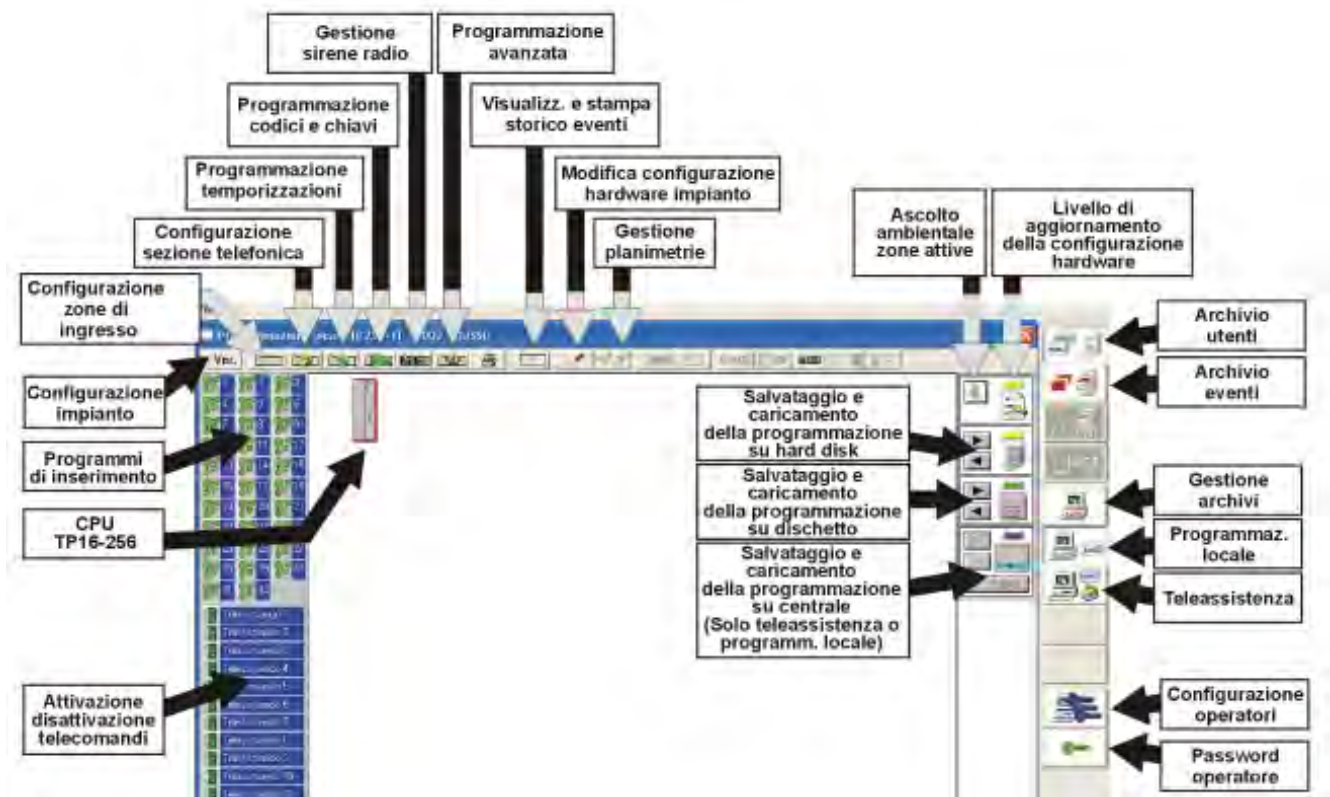 Gestione
sirene radio
Programmazione
avanzata
Programmazione
codici e chiavi
Visualizz. e stampa
storico eventi
Programmazione
temporizzazioni
Modifica configurazione
hardware impianto
Configurazione
sezione telefonica
Gestione
planimetrie
Ascolto
ambientale
zone attive
Livello di
aggiornamento
della configurazione
hardware
Configurazione
zone di
ingresso
Archivio
utenti
Configurazione
impianto
Archivio
eventi
Programmi
di inserimento
CPU
TP16-256
Salvataggio e
caricamento
della programmazione
su hard disk
Salvataggio e
caricamento
della programmazione
su dischetto
Salvataggio e
caricamento
della programmazione
su centrale
(Solo teleassistenza o
programm. locale)
Gestione
archivi
Programmaz.
locale
Teleassistenza
Attivazione
disattivazione
telecomandi
Configurazione
operatori
Password
operatore